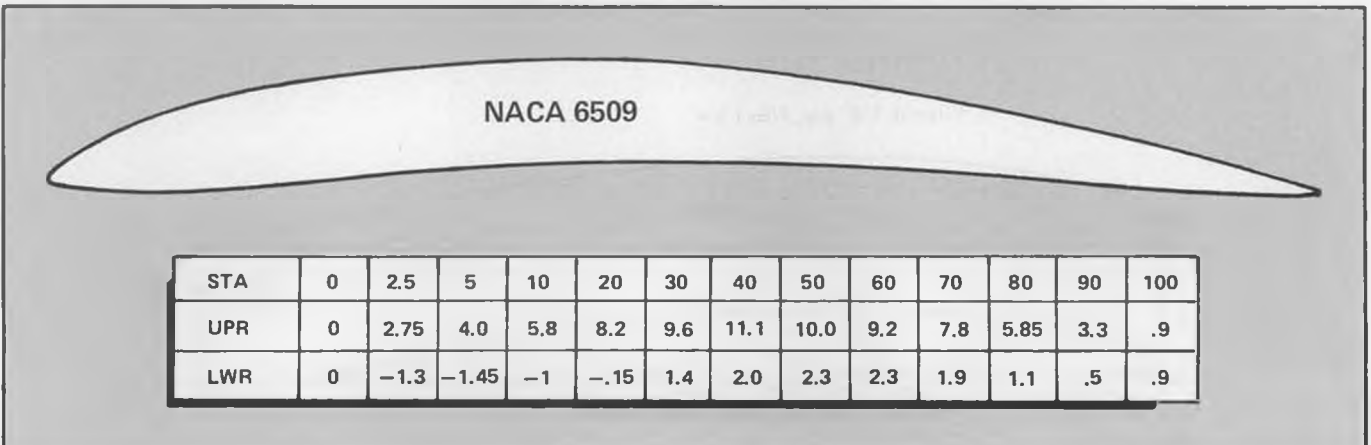 NACA 6509
STA 0 2.5 5 10 20 30 40 50 60 70 80 90 100
UPR 0 2.75 4.0 5.8 8.2 9.6 11.1 10.0 9.2 7.8 5.85 3.3 .9
LWR 0 −1.3 −1.45 −1 −.15 1.4 2.0 2.3 2.3 1.9 1.1 .5 .9